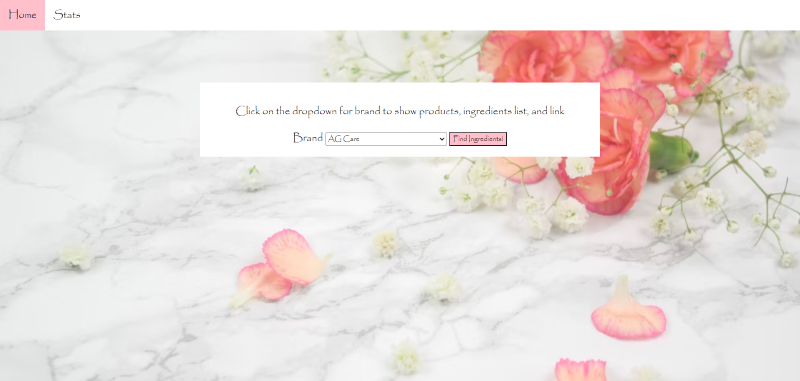 Home Stats
Click on the dropdown for brand to show products, ingredients list, and link
Brand AG Care Find Ingredients!